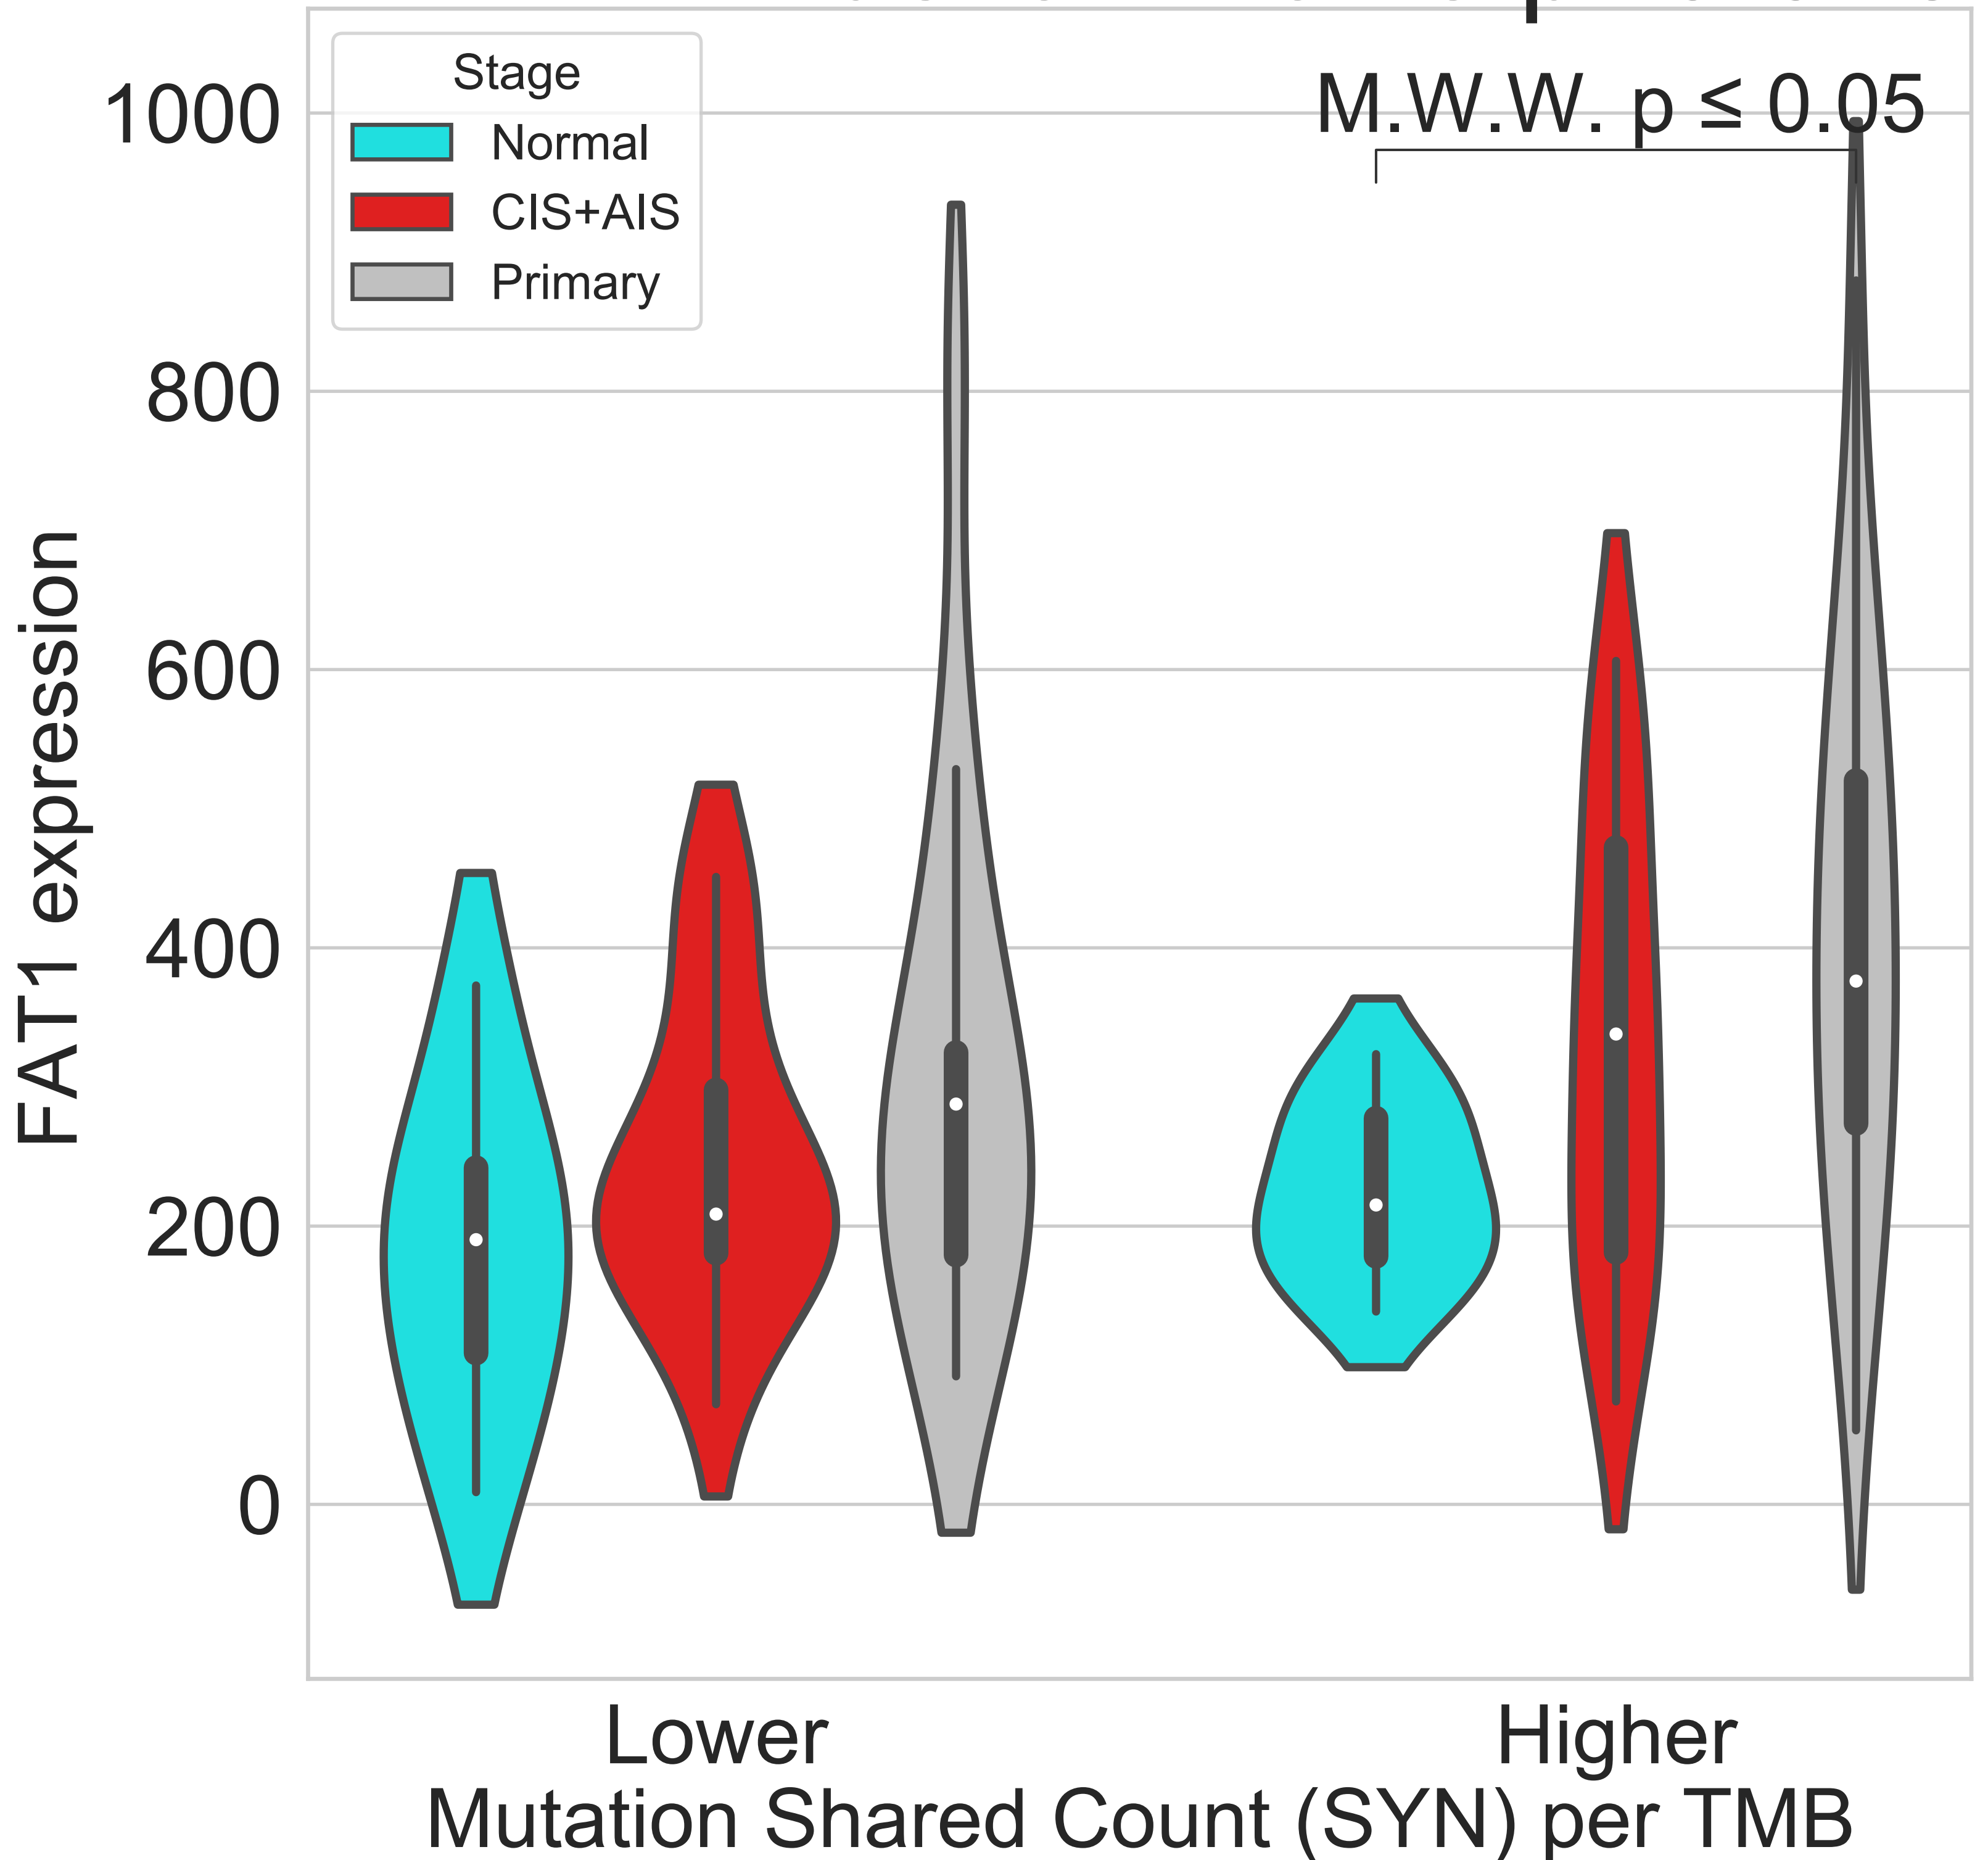 Stage
Normal
CIS+AIS
Primary
M.W.W. p ≤ 0.05
1000
800
600
400
200
0
FAT1 expression
Lower
Higher
Mutation Shared Count (SYN) per TMB